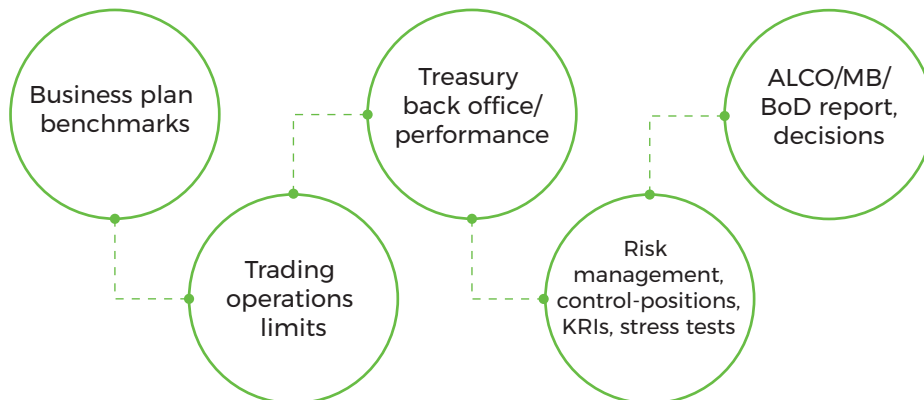 Business plan
benchmarks
Trading
operations
limits
Treasury
back office/
performance
Risk
management,
control-positions,
KRIs, stress tests
ALCO/MB/
BoD report,
decisions